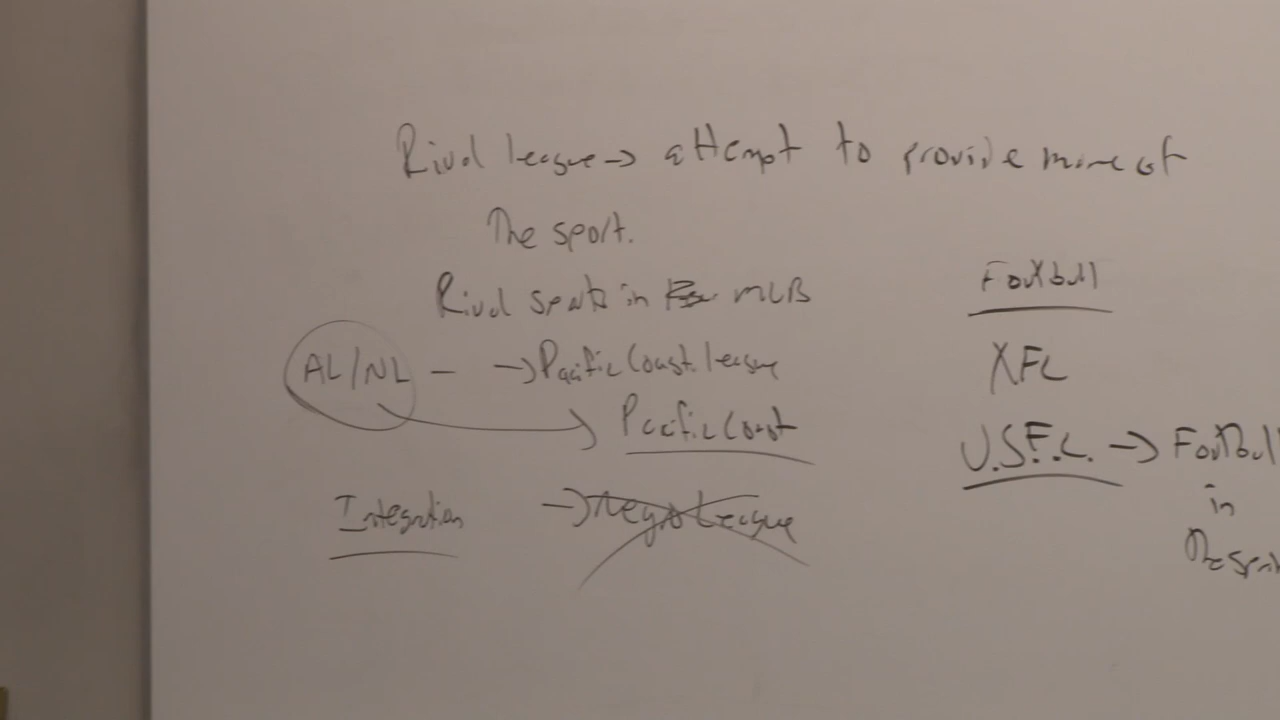 Rival league → attempt to provide more of
The sport.
Rival sports in MLB
AL/NL — → Pacific Coast league
Pacific Coast
Integration → Negro League
Football
XFL
U.S.F.L. → Football
in
The